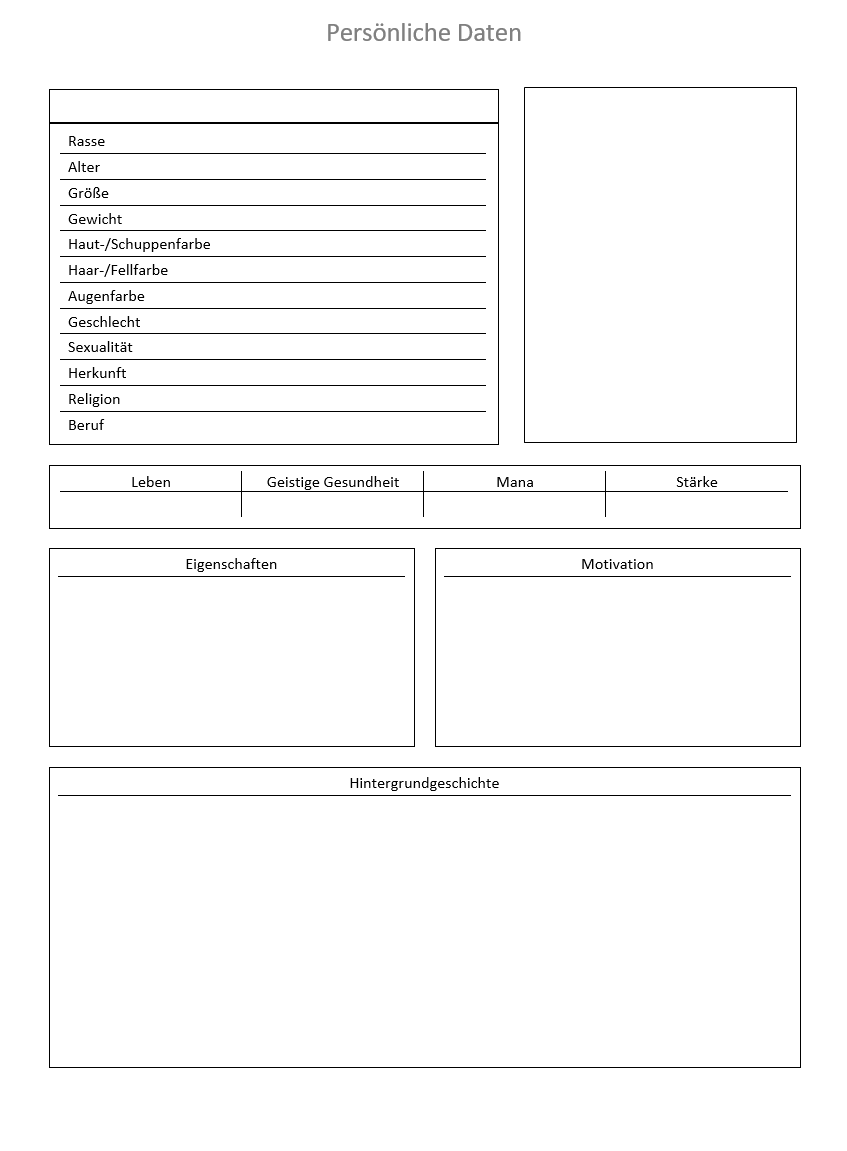 Persönliche Daten
Rasse
Alter
Größe
Gewicht
Haut-/Schuppenfarbe
Haar-/Fellfarbe
Augenfarbe
Geschlecht
Sexualität
Herkunft
Religion
Beruf
Leben Geistige Gesundheit Mana Stärke
Eigenschaften Motivation
Hintergrundgeschichte